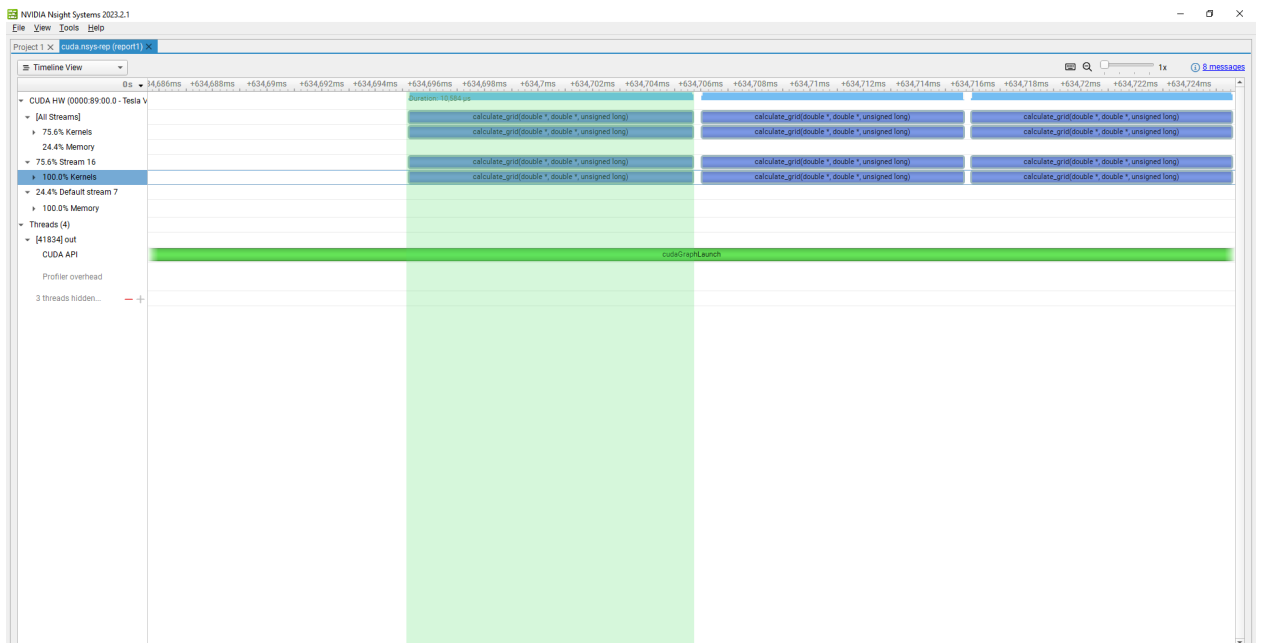 NVIDIA Nsight Systems 2023.2.1
File View Tools Help
Project 1 cuda.nsys-rep (report1)
Timeline View 1x 8 messages
0s 34,686ms +634,688ms +634,69ms +634,692ms +634,694ms +634,696ms +634,698ms +634,7ms +634,702ms +634,704ms +634,706ms +634,708ms +634,71ms +634,712ms +634,714ms +634,716ms +634,718ms +634,72ms +634,722ms +634,724ms
CUDA HW (0000:89:00.0 - Tesla V Duration: 10,584 µs
[All Streams] calculate_grid(double *, double *, unsigned long) calculate_grid(double *, double *, unsigned long) calculate_grid(double *, double *, unsigned long)
75.6% Kernels calculate_grid(double *, double *, unsigned long) calculate_grid(double *, double *, unsigned long) calculate_grid(double *, double *, unsigned long)
24.4% Memory
75.6% Stream 16 calculate_grid(double *, double *, unsigned long) calculate_grid(double *, double *, unsigned long) calculate_grid(double *, double *, unsigned long)
100.0% Kernels calculate_grid(double *, double *, unsigned long) calculate_grid(double *, double *, unsigned long) calculate_grid(double *, double *, unsigned long)
24.4% Default stream 7
100.0% Memory
Threads (4)
[41834] out
CUDA API cudaGraphLaunch
Profiler overhead
3 threads hidden...